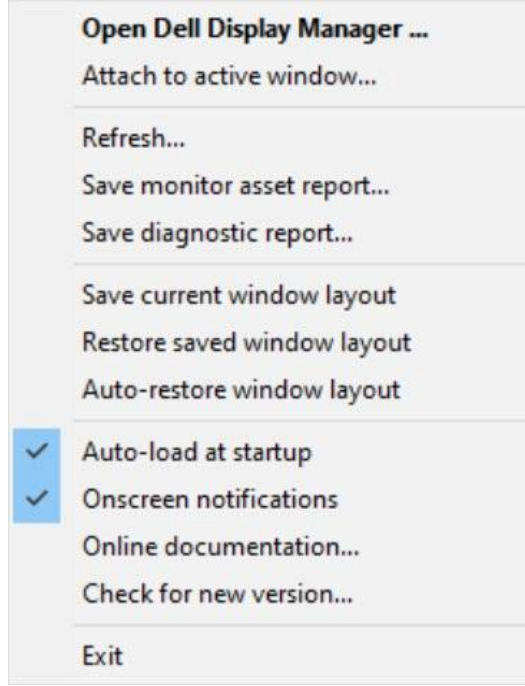 Open Dell Display Manager ...
Attach to active window...
Refresh...
Save monitor asset report...
Save diagnostic report...
Save current window layout
Restore saved window layout
Auto-restore window layout
Auto-load at startup
Onscreen notifications
Online documentation...
Check for new version...
Exit